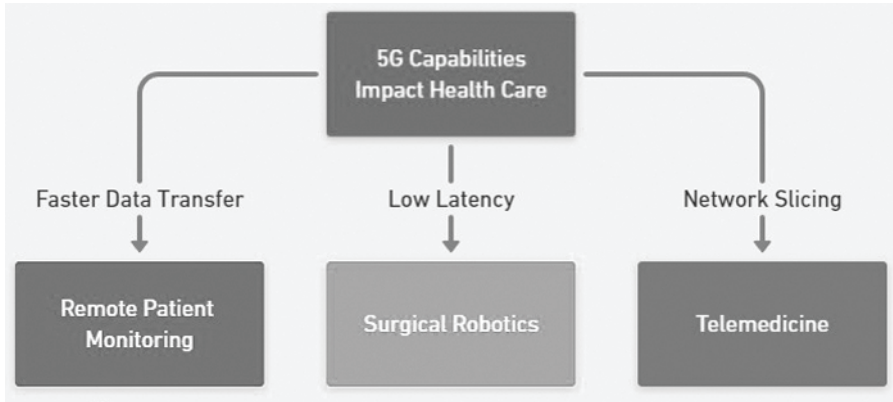 5G Capabilities
Impact Health Care
Faster Data Transfer
Low Latency
Network Slicing
Remote Patient
Monitoring
Surgical Robotics
Telemedicine